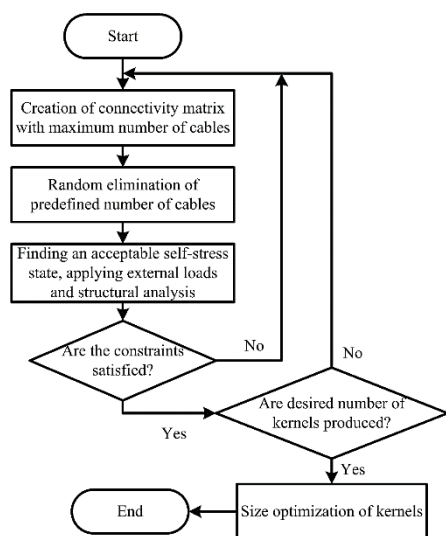 Start
Creation of connectivity matrix
with maximum number of cables
Random elimination of
predefined number of cables
Finding an acceptable self-stress
state, applying external loads
and structural analysis
Are the constraints
satisfied?
No
Yes
No
Are desired number of
kernels produced?
Yes
Size optimization of kernels
End